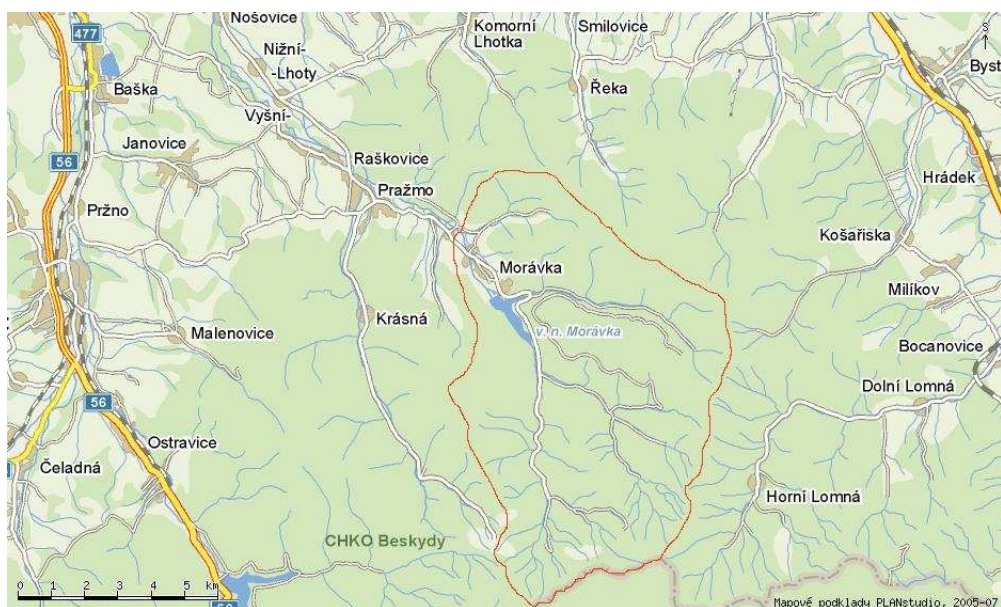 477
Nošovice
Komorní
Lhotka
Smilovice
S
Nižní-
-Lhoty
Baška
Řeka
Byst
Vyšní-
Janovice
Raškovice
56
Pražmo
Hrádek
Pržno
Košařiska
Morávka
Milíkov
Krásná
v. n. Morávka
Malenovice
Bocanovice
Dolní Lomná
56
Ostravice
Čeladná
Horní Lomná
CHKO Beskydy
0 1 2 3 4 5 km
56
Mapové podklady PLANstudio, 2005-07